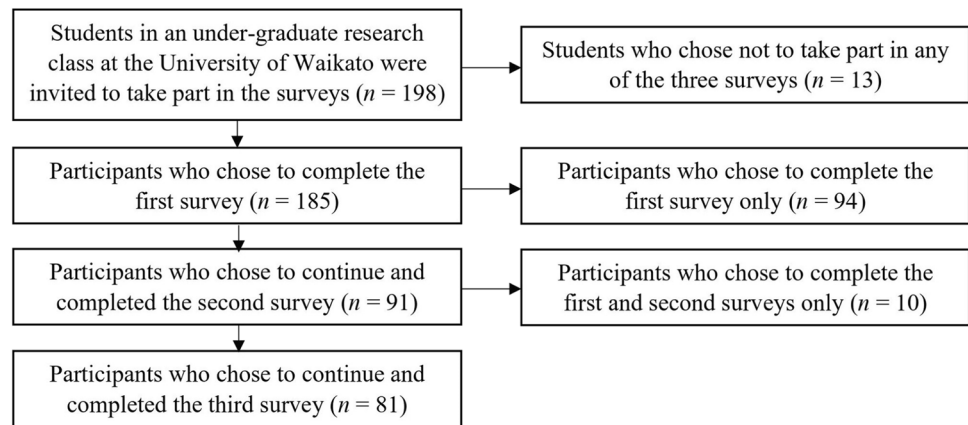 Students in an under-graduate research
class at the University of Waikato were
invited to take part in the surveys (n = 198)
Students who chose not to take part in any
of the three surveys (n = 13)
Participants who chose to complete the
first survey (n = 185)
Participants who chose to complete the
first survey only (n = 94)
Participants who chose to continue and
completed the second survey (n = 91)
Participants who chose to complete the
first and second surveys only (n = 10)
Participants who chose to continue and
completed the third survey (n = 81)